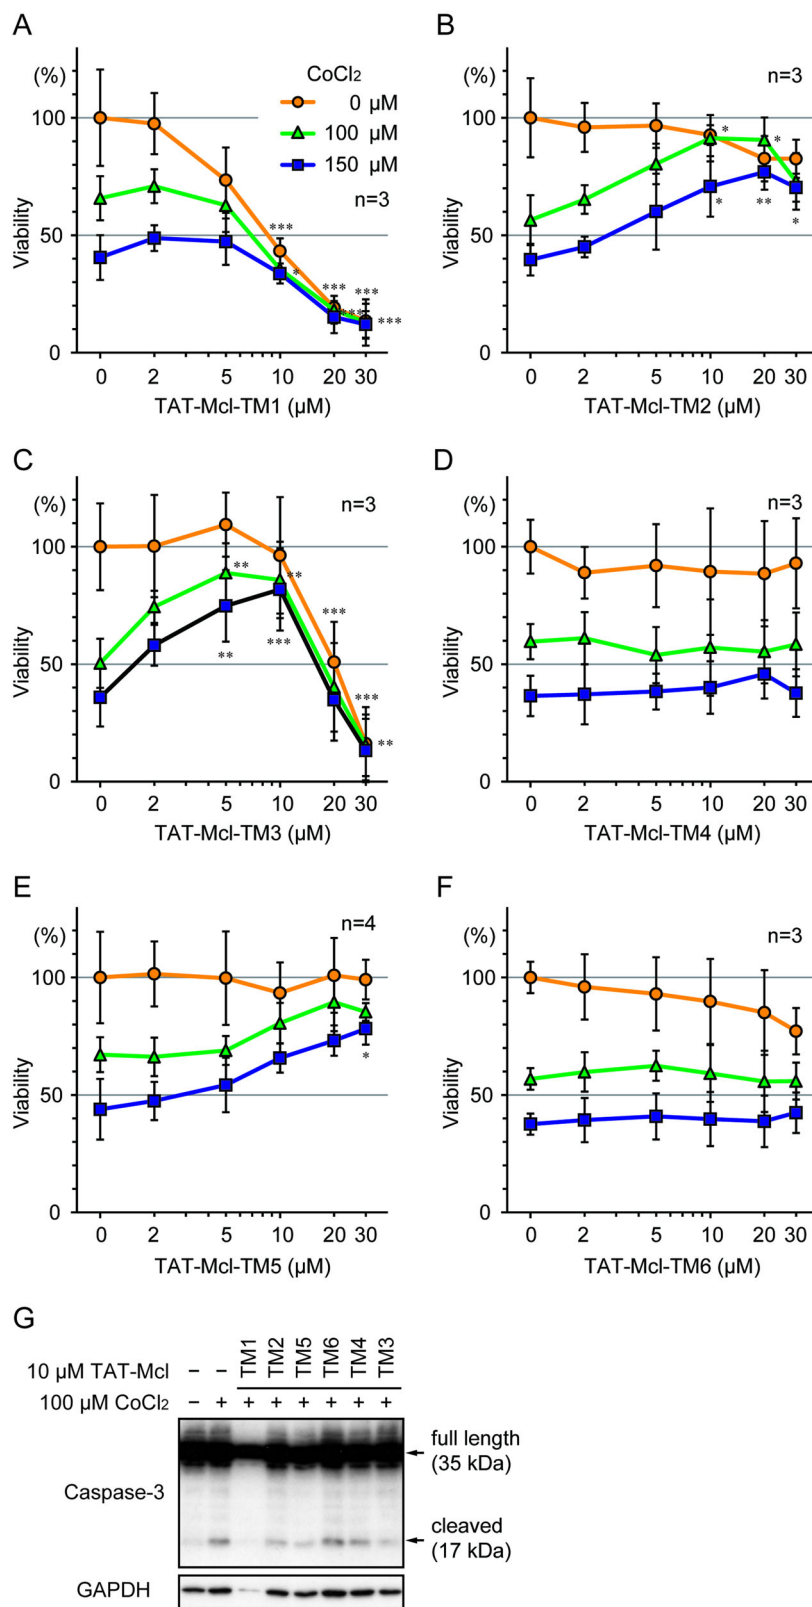 A
(%)
CoCl2
0 µM
100 µM
150 µM
n=3
100
50
0
Viability
***
*
***
***
***
***
0 2 5 10 20 30
TAT-Mcl-TM1 (µM)
B
(%)
n=3
100
50
0
Viability
*
*
*
**
*
0 2 5 10 20 30
TAT-Mcl-TM2 (µM)
C
(%)
n=3
100
50
0
Viability
**
**
**
***
***
***
**
0 2 5 10 20 30
TAT-Mcl-TM3 (µM)
D
(%)
n=3
100
50
0
Viability
0 2 5 10 20 30
TAT-Mcl-TM4 (µM)
E
(%)
n=4
100
50
0
Viability
*
0 2 5 10 20 30
TAT-Mcl-TM5 (µM)
F
(%)
n=3
100
50
0
Viability
0 2 5 10 20 30
TAT-Mcl-TM6 (µM)
G
10 µM TAT-Mcl – – TM1 TM2 TM5 TM6 TM4 TM3
100 µM CoCl2 – + + + + + + +
full length
(35 kDa)
Caspase-3
cleaved
(17 kDa)
GAPDH